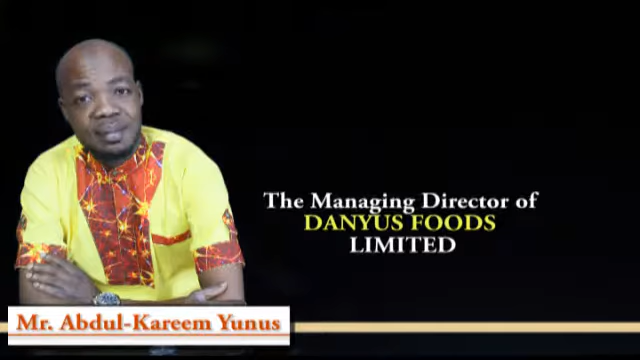 The Managing Director of
DANYUS FOODS
LIMITED
Mr. Abdul-Kareem Yunus